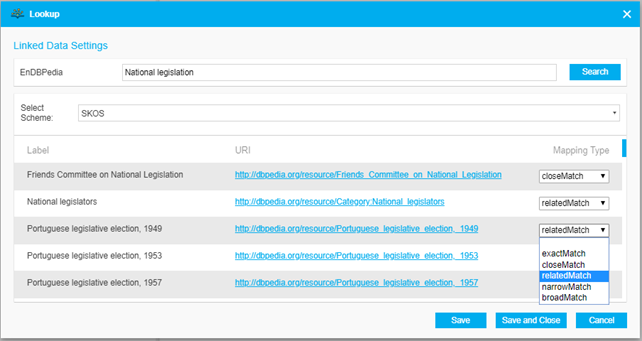 Lookup
Linked Data Settings
EnDBPedia National legislation Search
Select Scheme: SKOS
Label URI Mapping Type
Friends Committee on National Legislation http://dbpedia.org/resource/Friends_Committee_on_National_Legislation closeMatch
National legislators http://dbpedia.org/resource/Category:National_legislators relatedMatch
Portuguese legislative election, 1949 http://dbpedia.org/resource/Portuguese_legislative_election,_1949 relatedMatch
exactMatch
Portuguese legislative election, 1953 http://dbpedia.org/resource/Portuguese_legislative_election,_1953 closeMatch
relatedMatch
Portuguese legislative election, 1957 http://dbpedia.org/resource/Portuguese_legislative_election,_1957 narrowMatch
broadMatch
Save Save and Close Cancel